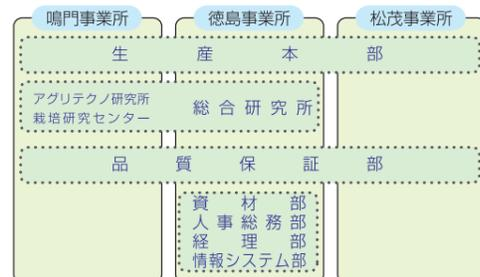 鳴門事業所 徳島事業所 松茂事業所
生産本部
アグリテクノ研究所
栽培研究センター
総合研究所
品質保証部
資材部
人事総務部
経理部
情報システム部